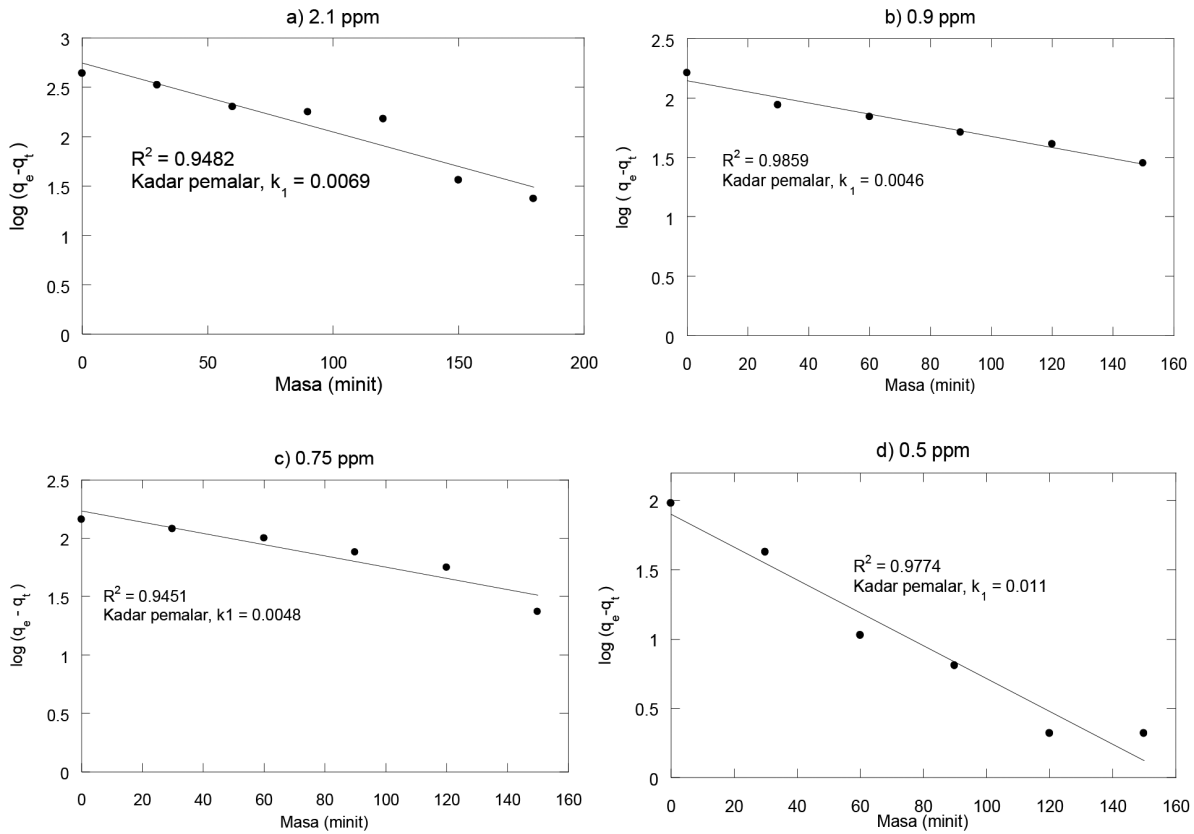 a) 2.1 ppm
3
2.5
2
1.5
1
0.5
0
log (qe-qt )
R2 = 0.9482
Kadar pemalar, k1 = 0.0069
0 50 100 150 200
Masa (minit)
b) 0.9 ppm
2.5
2
1.5
1
0.5
0
log ( qe-qt )
R2 = 0.9859
Kadar pemalar, k1 = 0.0046
0 20 40 60 80 100 120 140 160
Masa (minit)
c) 0.75 ppm
2.5
2
1.5
1
0.5
0
log (qe - qt )
R2 = 0.9451
Kadar pemalar, k1 = 0.0048
0 20 40 60 80 100 120 140 160
Masa (minit)
d) 0.5 ppm
2
1.5
1
0.5
0
log (qe-qt )
R2 = 0.9774
Kadar pemalar, k1 = 0.011
0 20 40 60 80 100 120 140 160
Masa (minit)